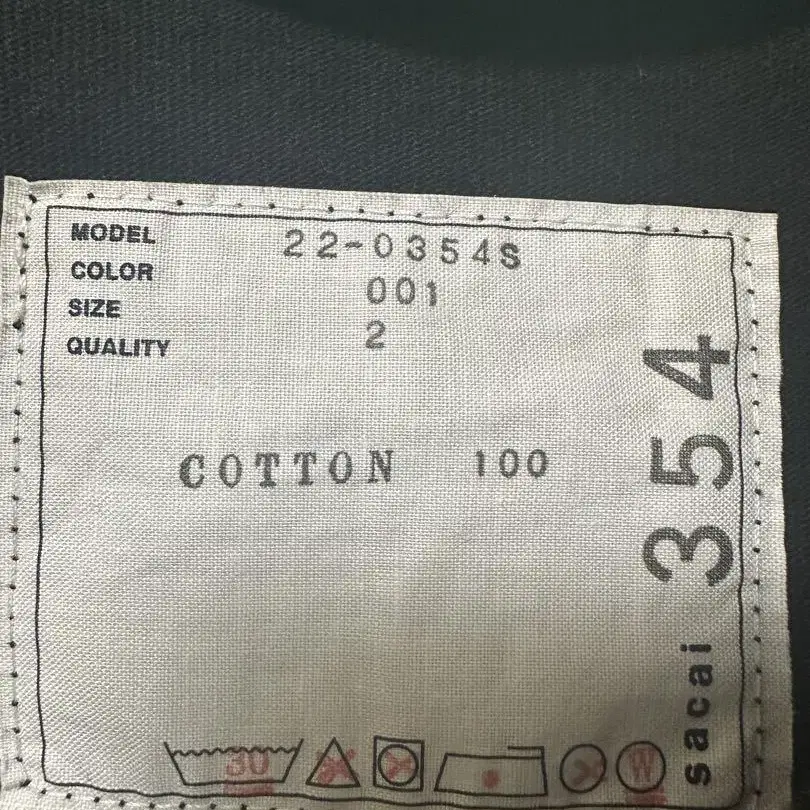 MODEL 22-0354S
COLOR 001
SIZE 2
QUALITY
COTTON 100
30
W
sacai 354